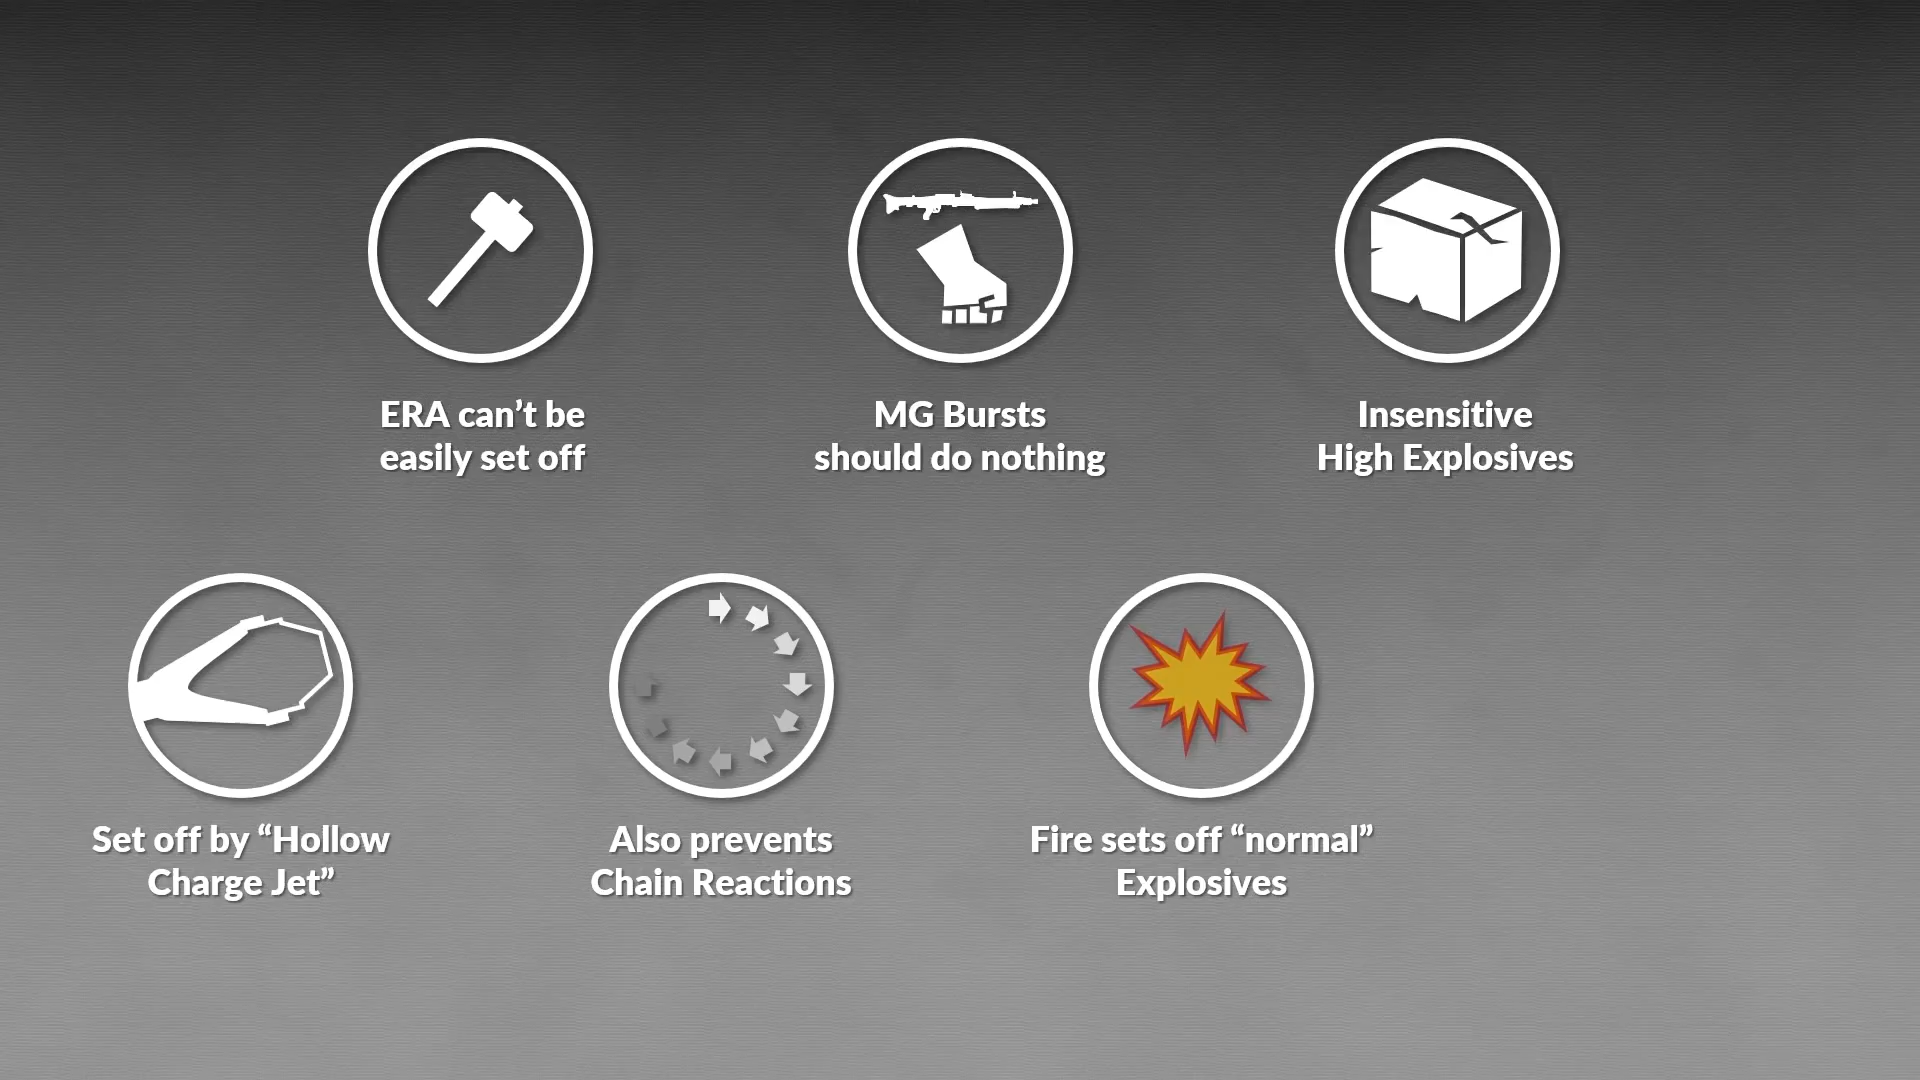 ERA can’t be
easily set off
MG Bursts
should do nothing
Insensitive
High Explosives
Set off by “Hollow
Charge Jet”
Also prevents
Chain Reactions
Fire sets off “normal”
Explosives